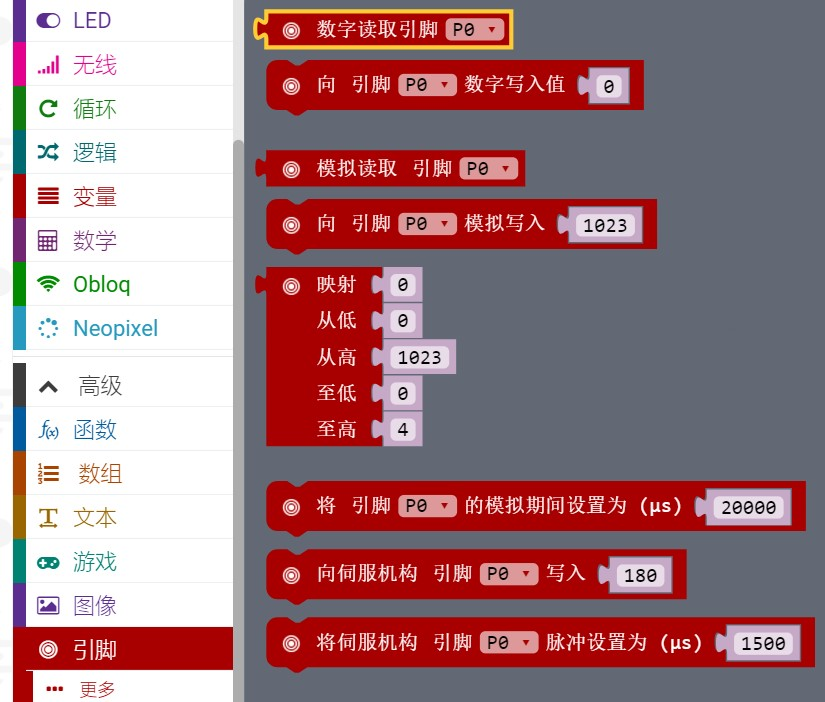 LED
无线
循环
逻辑
变量
数学
Obloq
Neopixel
高级
函数
数组
文本
游戏
图像
引脚
更多
数字读取引脚 P0
向 引脚 P0 数字写入值 0
模拟读取 引脚 P0
向 引脚 P0 模拟写入 1023
映射 0
从低 0
从高 1023
至低 0
至高 4
将 引脚 P0 的模拟期间设置为 (µs) 20000
向伺服机构 引脚 P0 写入 180
将伺服机构 引脚 P0 脉冲设置为 (µs) 1500